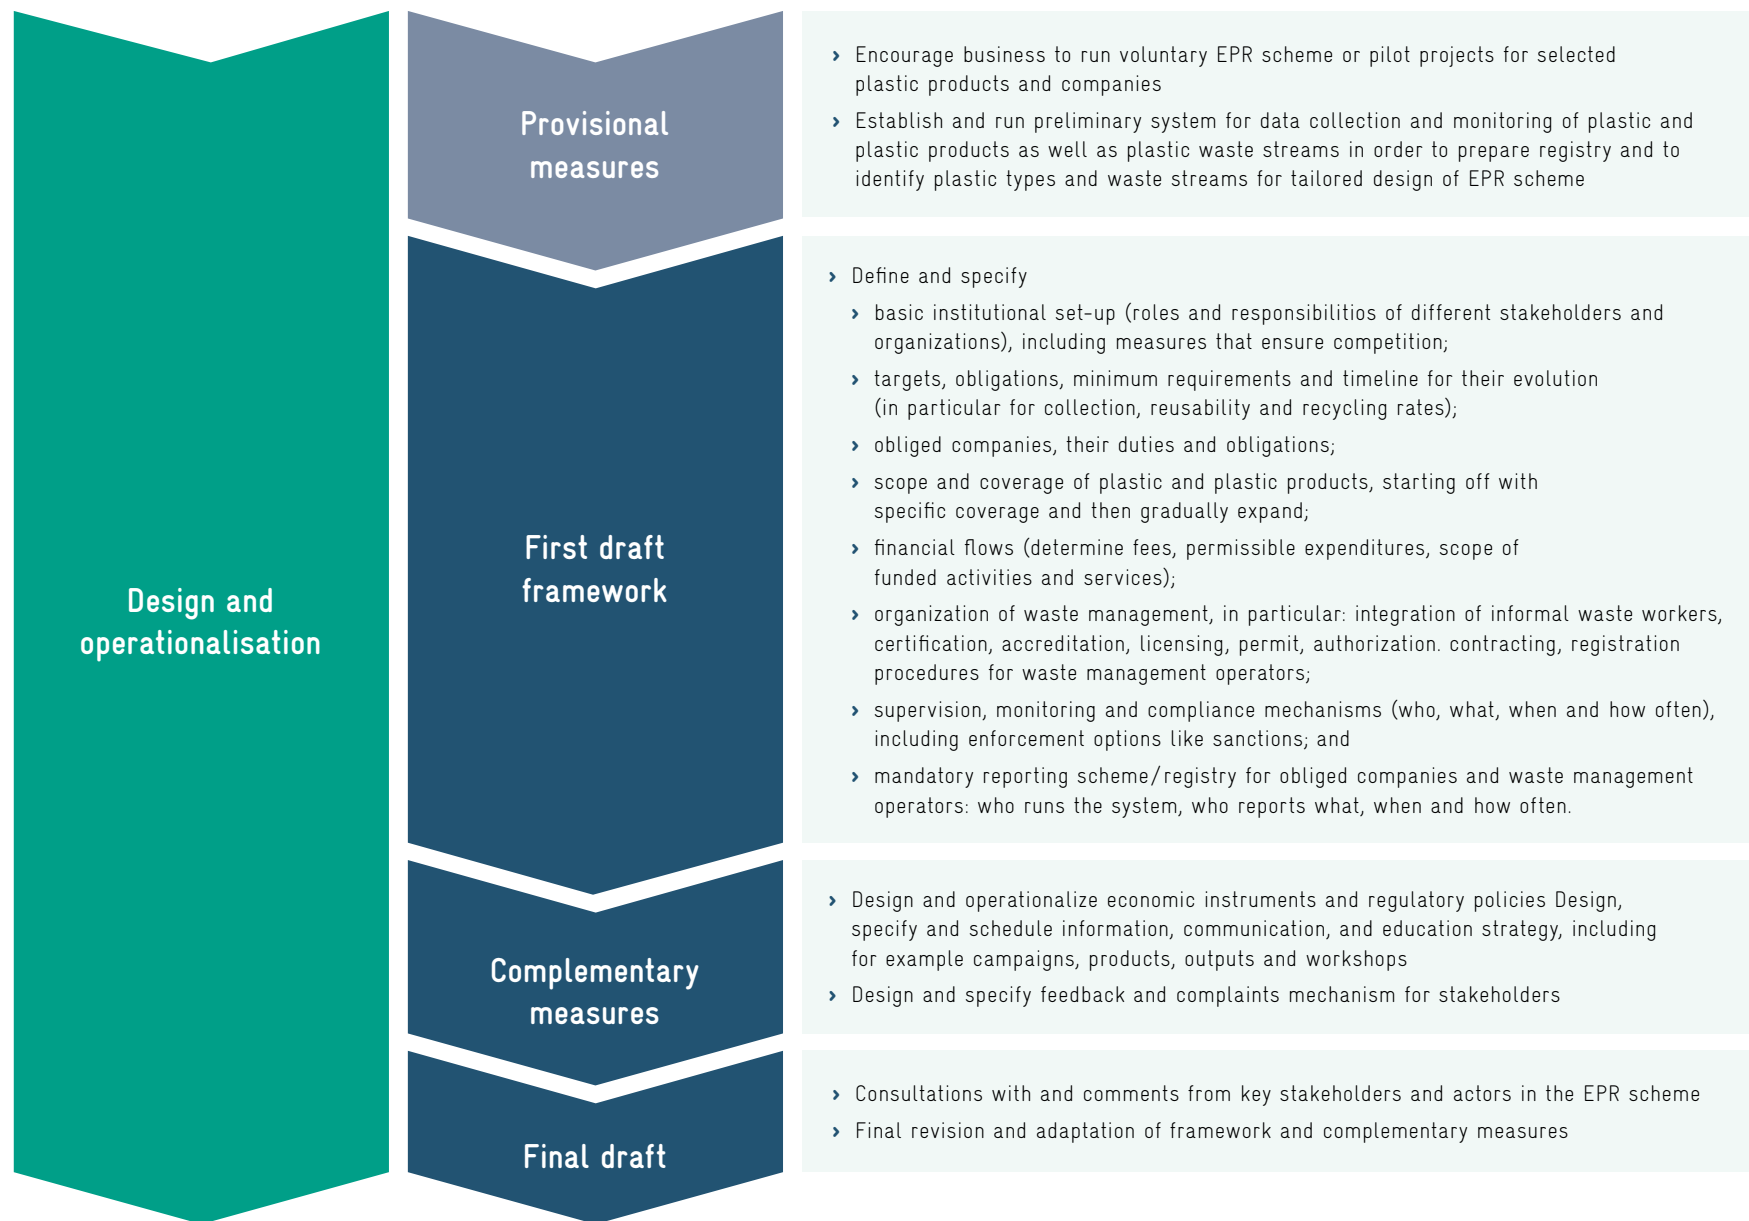 Design and
operationalisation
Provisional
measures
› Encourage business to run voluntary EPR scheme or pilot projects for selected
plastic products and companies
› Establish and run preliminary system for data collection and monitoring of plastic and
plastic products as well as plastic waste streams in order to prepare registry and to
identify plastic types and waste streams for tailored design of EPR scheme
First draft
framework
› Define and specify
› basic institutional set-up (roles and responsibilitios of different stakeholders and
organizations), including measures that ensure competition;
› targets, obligations, minimum requirements and timeline for their evolution
(in particular for collection, reusability and recycling rates);
› obliged companies, their duties and obligations;
› scope and coverage of plastic and plastic products, starting off with
specific coverage and then gradually expand;
› financial flows (determine fees, permissible expenditures, scope of
funded activities and services);
› organization of waste management, in particular: integration of informal waste workers,
certification, accreditation, licensing, permit, authorization. contracting, registration
procedures for waste management operators;
› supervision, monitoring and compliance mechanisms (who, what, when and how often),
including enforcement options like sanctions; and
› mandatory reporting scheme/registry for obliged companies and waste management
operators: who runs the system, who reports what, when and how often.
Complementary
measures
› Design and operationalize economic instruments and regulatory policies Design,
specify and schedule information, communication, and education strategy, including
for example campaigns, products, outputs and workshops
› Design and specify feedback and complaints mechanism for stakeholders
Final draft
› Consultations with and comments from key stakeholders and actors in the EPR scheme
› Final revision and adaptation of framework and complementary measures